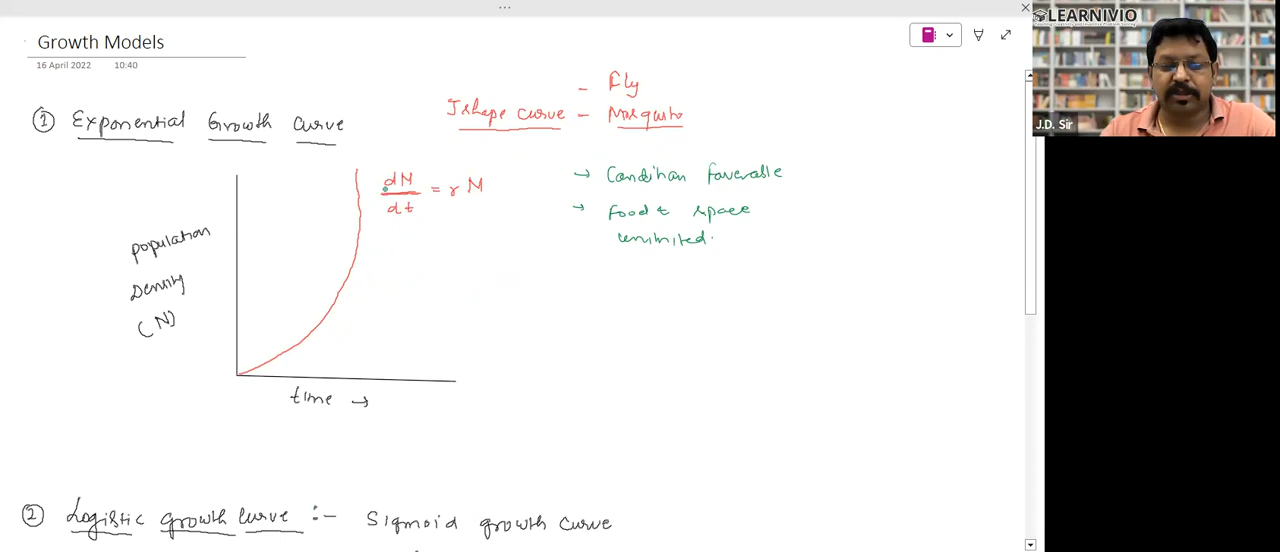 LEARNIVIO
J.D. Sir
Growth Models
16 April 2022 10:40
① Exponential Growth Curve
- Fly
J shape curve - Mosquito
dN/dt = r N
→ Condition favorable
→ Food & space
unlimited.
population
Density
(N)
time →
② Logistic growth curve :- Sigmoid growth curve